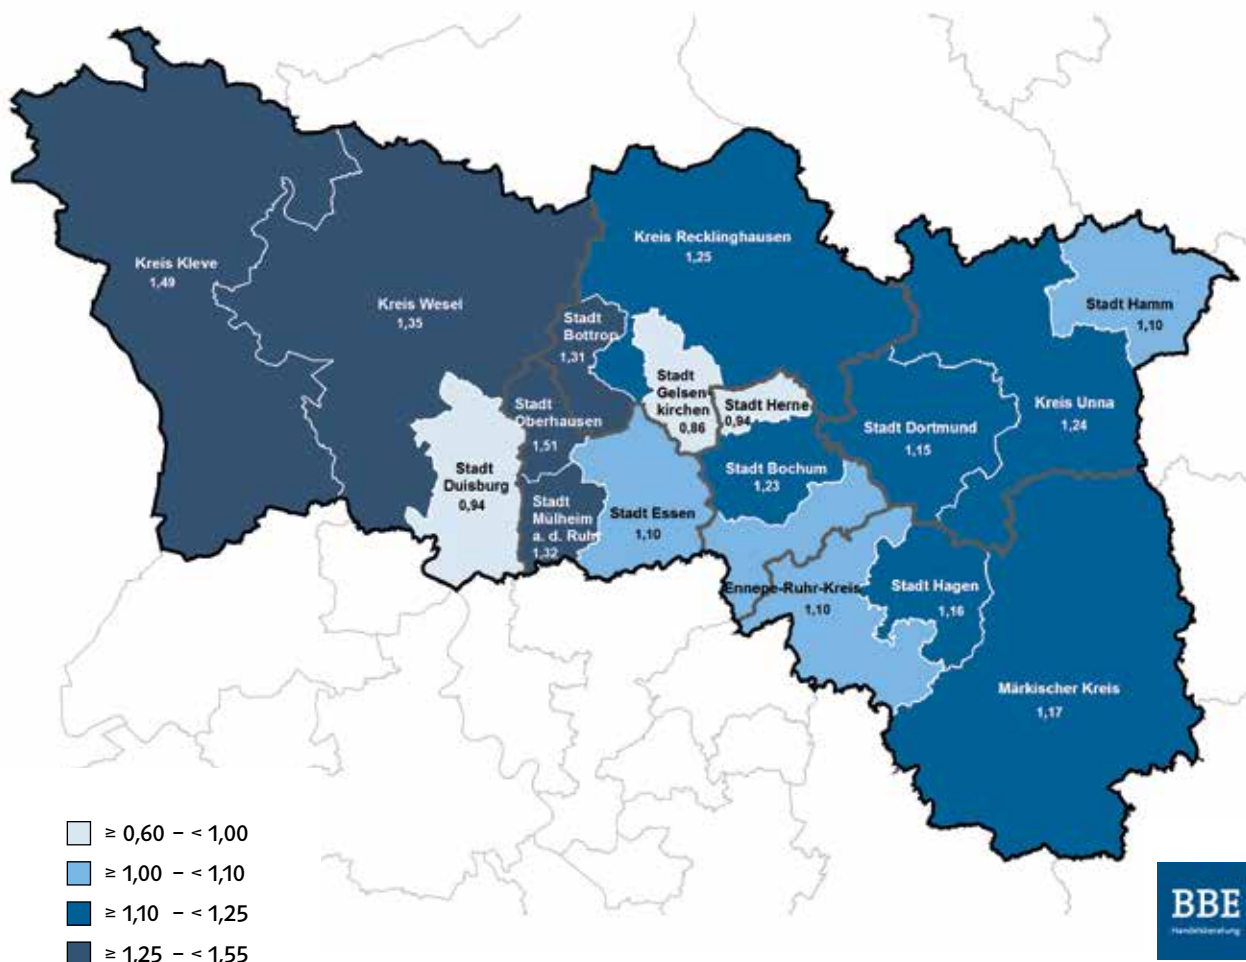 Kreis Kleve
1,49
Kreis Wesel
1,35
Kreis Recklinghausen
1,25
Stadt Hamm
1,10
Stadt
Bottrop
1,31
Stadt
Gelsen-
kirchen
0,86
Stadt Herne
0,94
Stadt
Oberhausen
1,51
Stadt Dortmund
1,15
Kreis Unna
1,24
Stadt
Duisburg
0,94
Stadt Bochum
1,23
Stadt
Mülheim
a. d. Ruhr
1,32
Stadt Essen
1,10
Ennepe-Ruhr-Kreis
1,10
Stadt Hagen
1,16
Märkischer Kreis
1,17
≥ 0,60 – < 1,00
≥ 1,00 – < 1,10
≥ 1,10 – < 1,25
≥ 1,25 – < 1,55
BBE
Handelsberatung